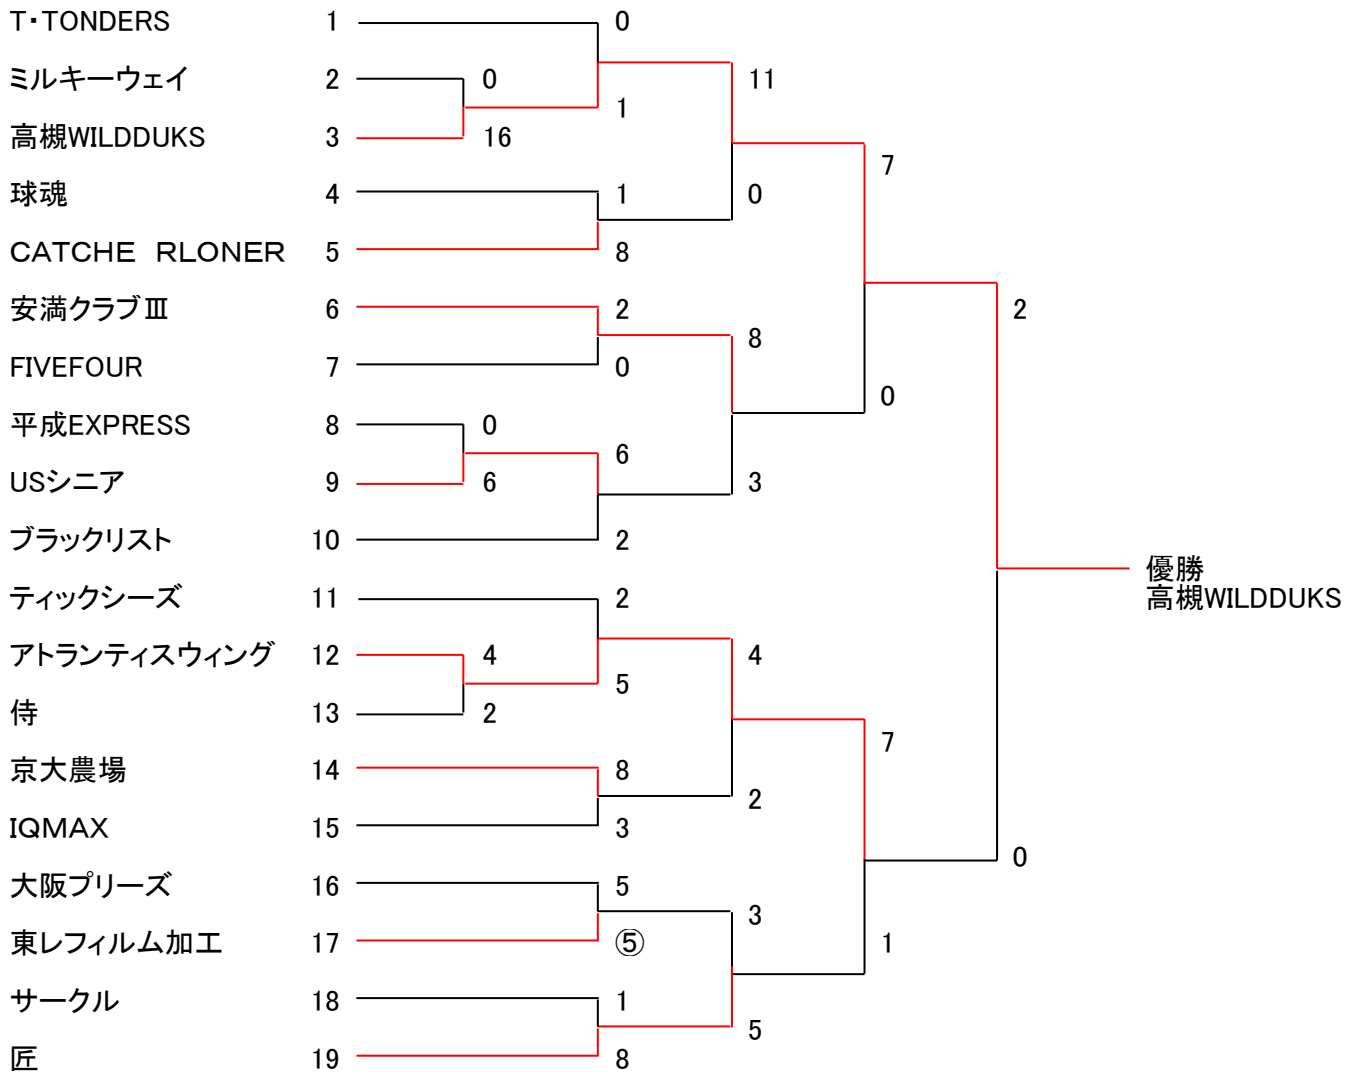 T・TONDERS 1 0
ミルキーウェイ 2 0 11
高槻WILDDUKS 3 16 1
7
球魂 4 1 0
CATCHE RLONER 5 8
安満クラブⅢ 6 2 2
8
FIVEFOUR 7 0
0
平成EXPRESS 8 0
6
USシニア 9 6 3
ブラックリスト 10 2
優勝
高槻WILDDUKS
ティックシーズ 11 2
アトランティスウィング 12 4 4
5
侍 13 2
7
京大農場 14 8
2
IQMAX 15 3
0
大阪プリーズ 16 5
3
東レフィルム加工 17 ⑤ 1
サークル 18 1
5
匠 19 8